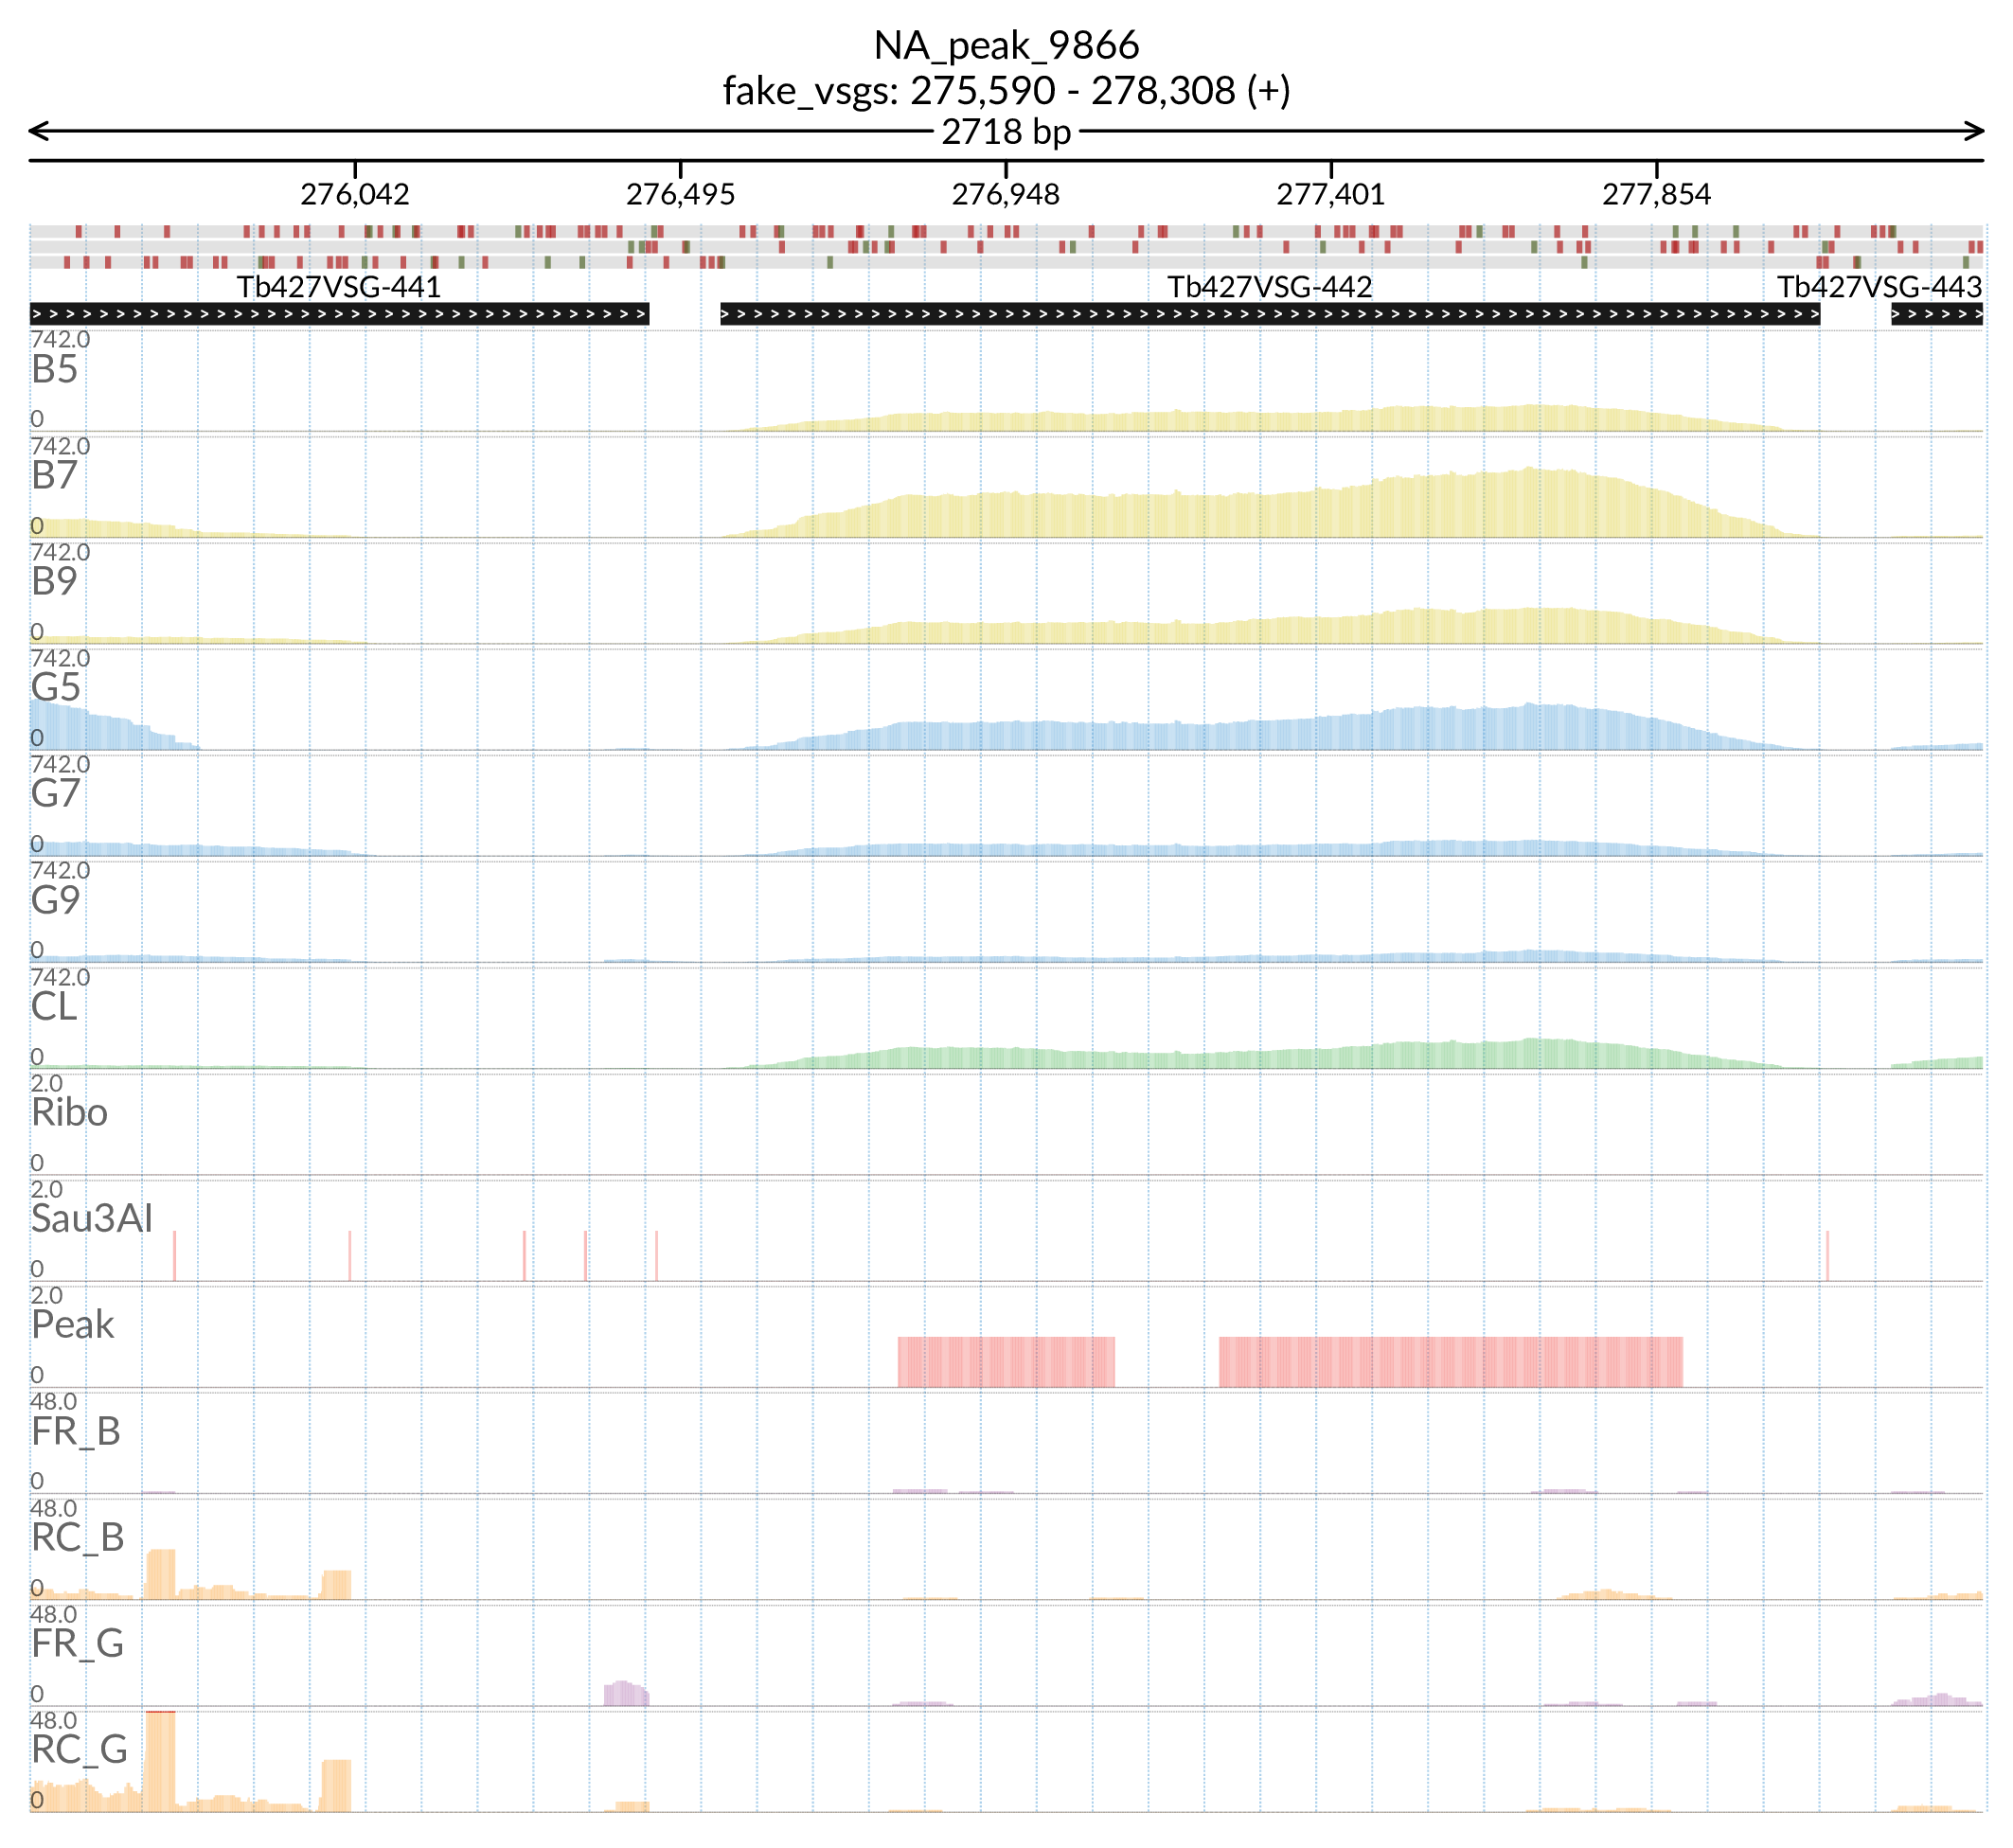 NA_peak_9866
fake_vsgs: 275,590 - 278,308 (+)
2718 bp
276,042 276,495 276,948 277,401 277,854
Tb427VSG-441 Tb427VSG-442 Tb427VSG-443
742.0
B5
0
742.0
B7
0
742.0
B9
0
742.0
G5
0
742.0
G7
0
742.0
G9
0
742.0
CL
0
2.0
Ribo
0
2.0
Sau3AI
0
2.0
Peak
0
48.0
FR_B
0
48.0
RC_B
0
48.0
FR_G
0
48.0
RC_G
0